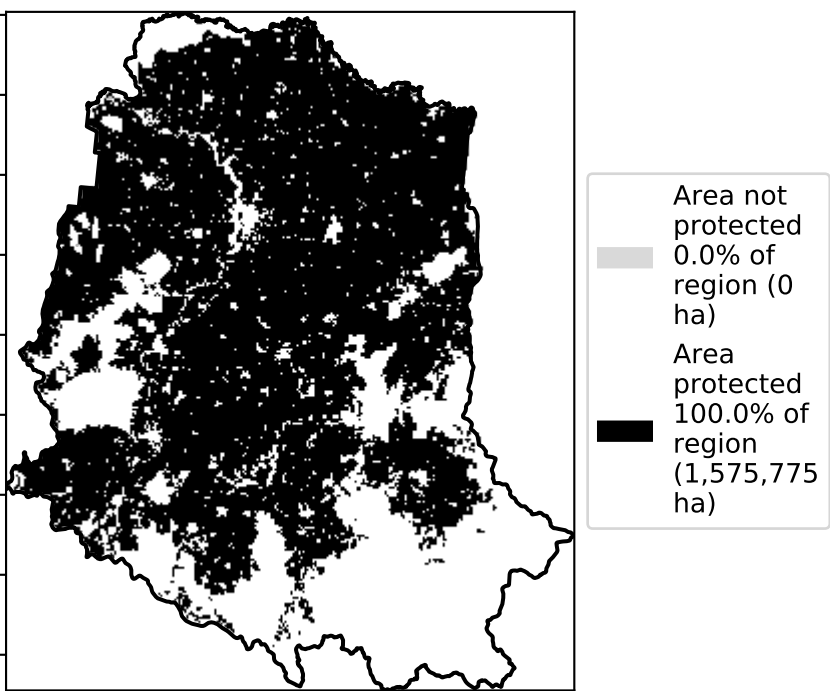 Area not
protected
0.0% of
region (0
ha)
Area
protected
100.0% of
region
(1,575,775
ha)